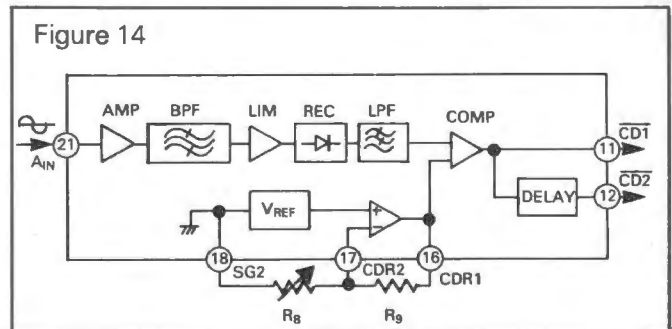 Figure 14
AMP
BPF
LIM
REC
LPF
COMP
21
AIN
11
CD1
DELAY
12
CD2
VREF
+
−
18
SG2
17
CDR2
16
CDR1
R8
R9